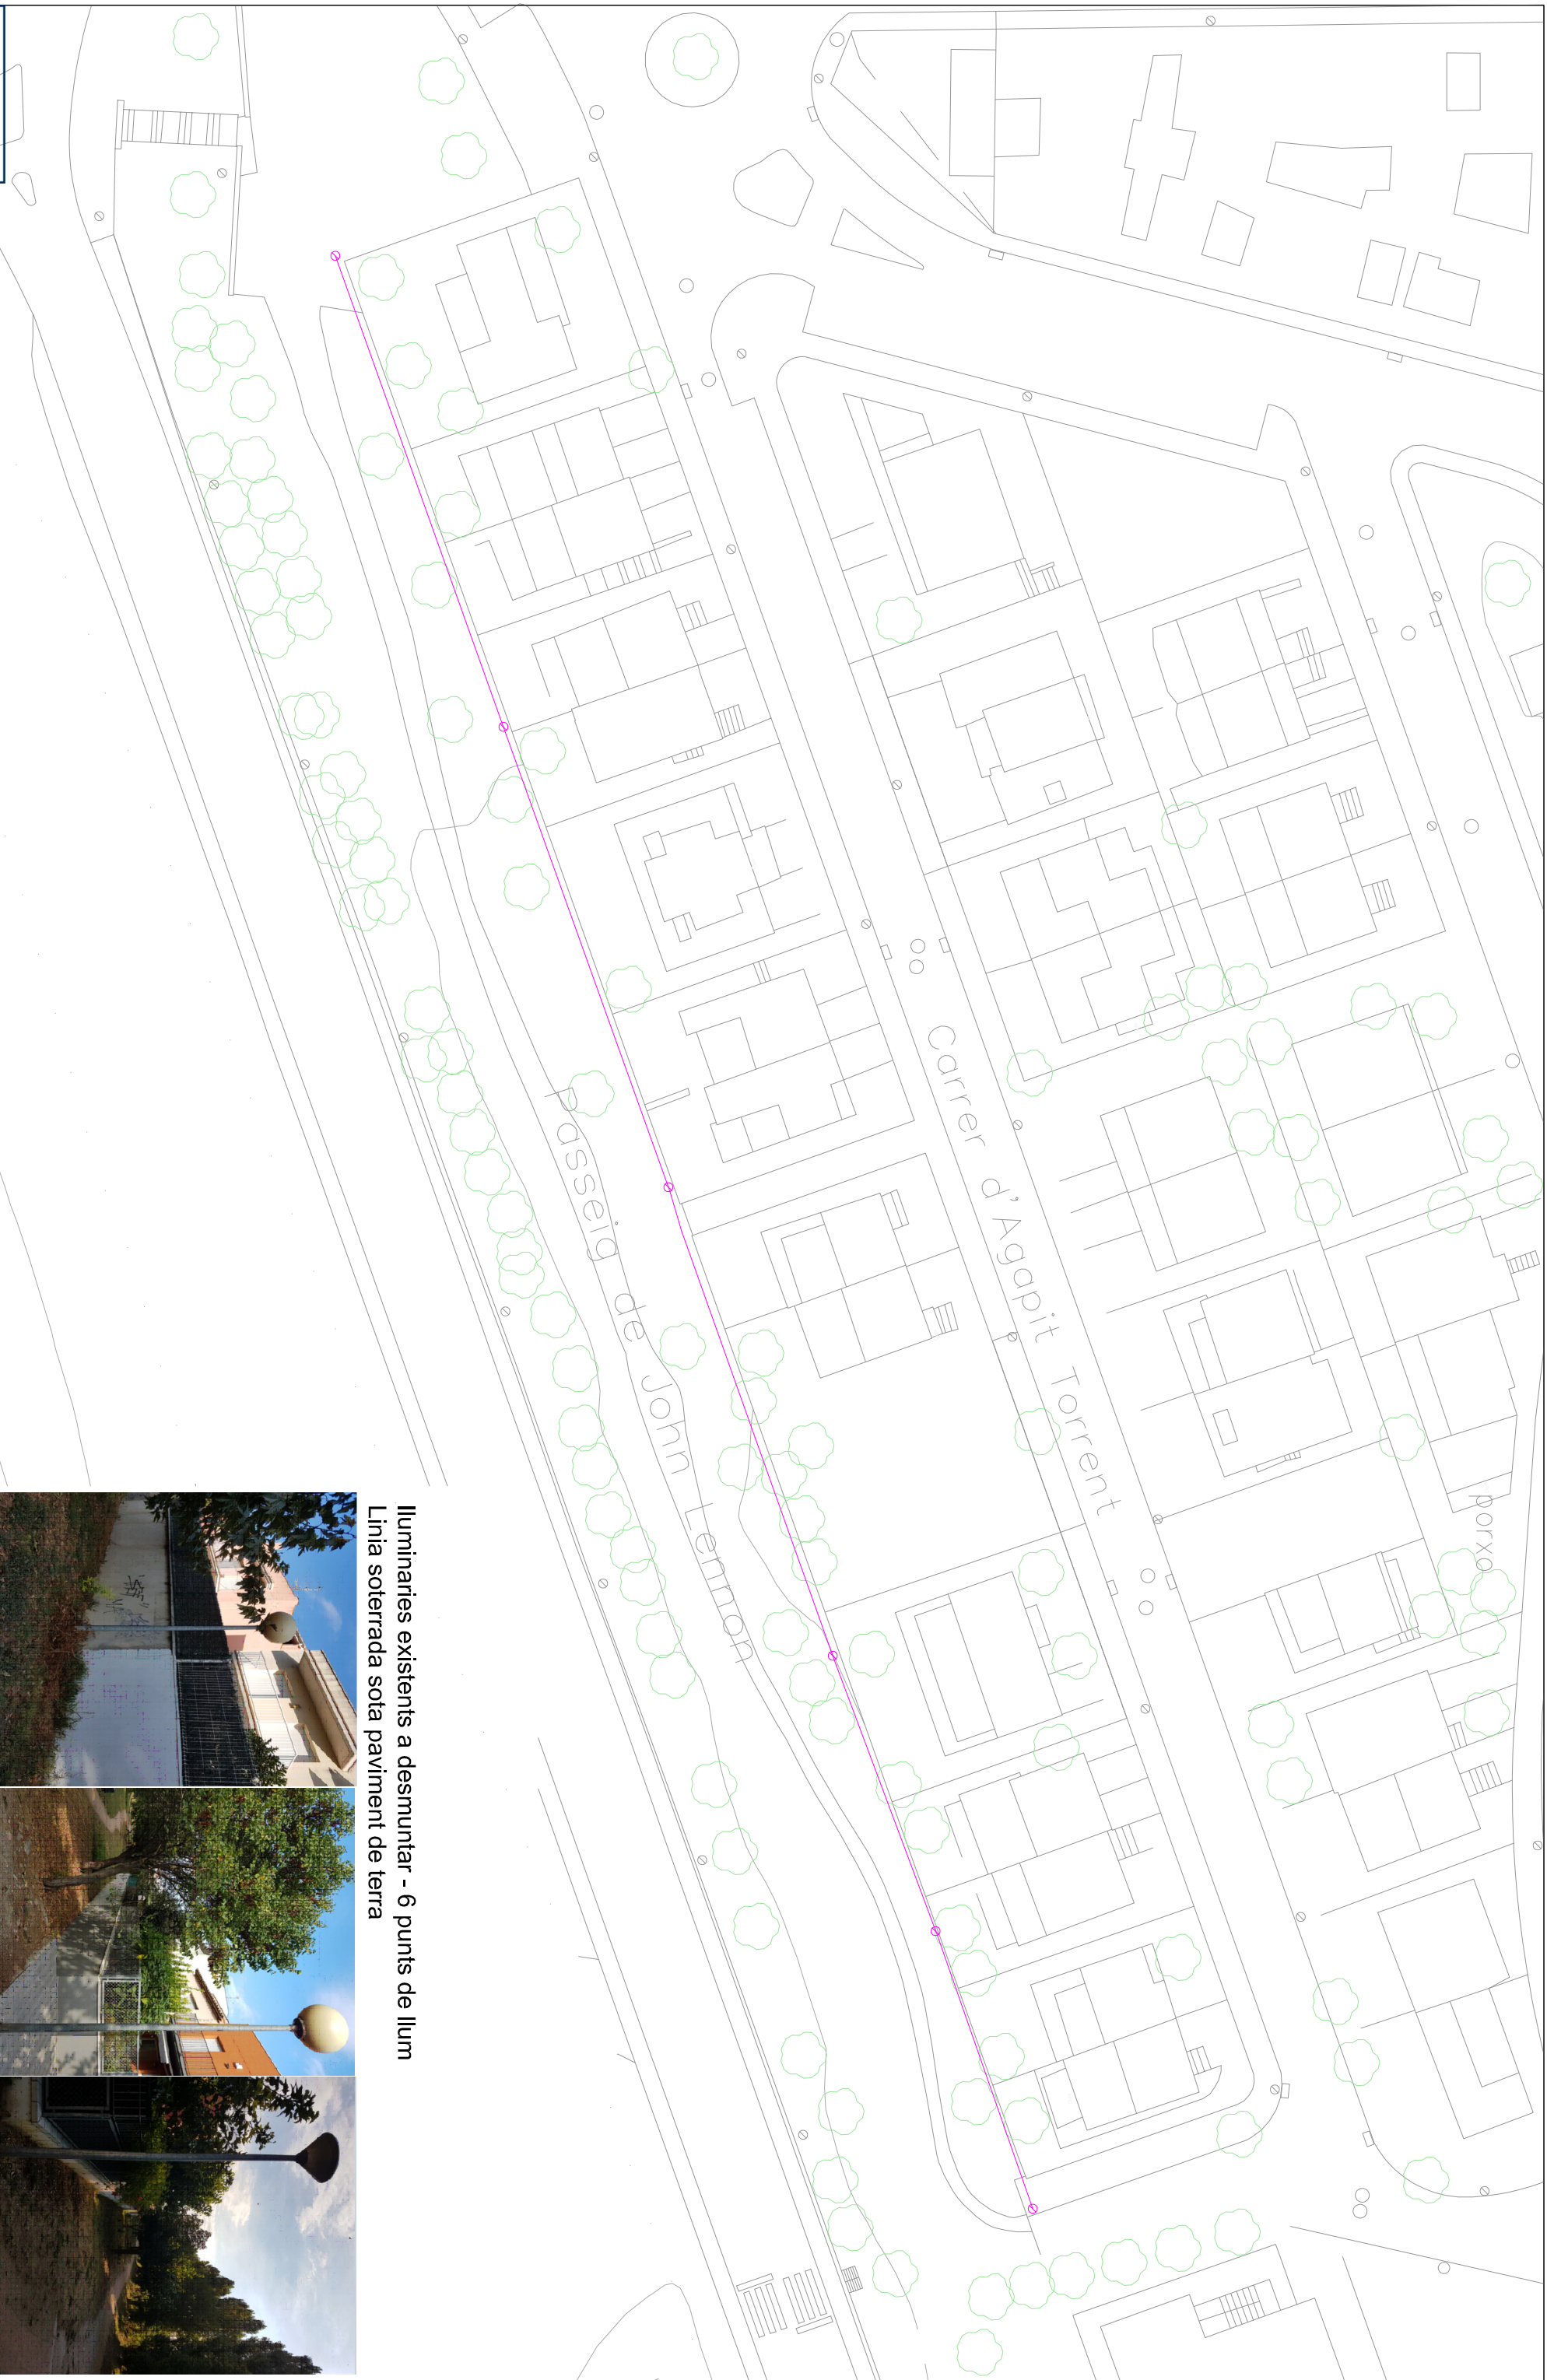 Carrer d'Agapit Torrent
Passeig de John Lennon
porxo
Iluminaries existents a desmuntar - 6 punts de llum
Linia soterrada sota paviment de terra